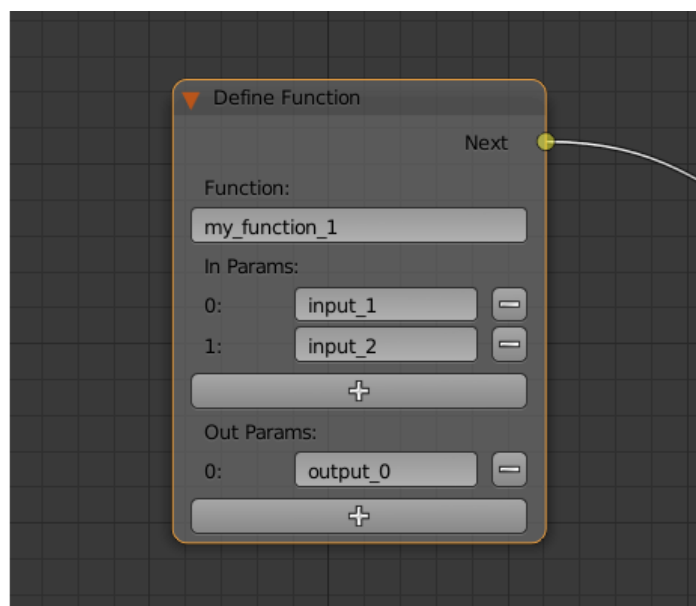 Define Function
Next
Function:
my_function_1
In Params:
0: input_1
1: input_2
Out Params:
0: output_0